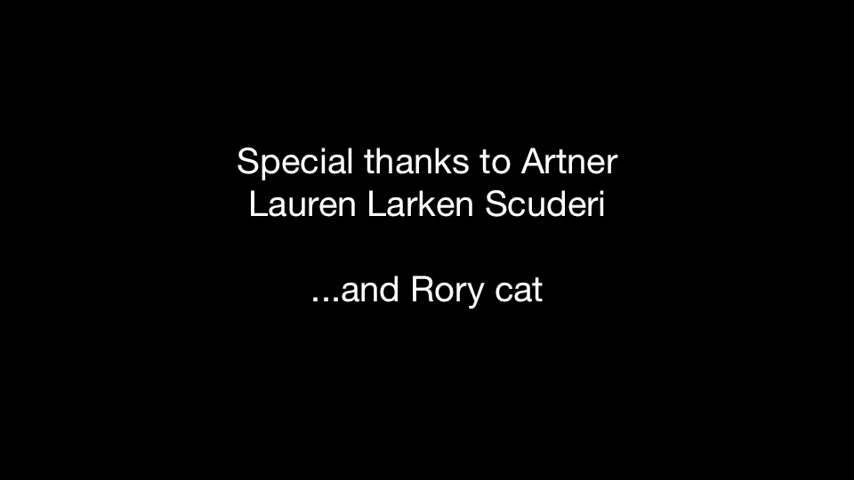 Special thanks to Artner
Lauren Larken Scuderi
...and Rory cat